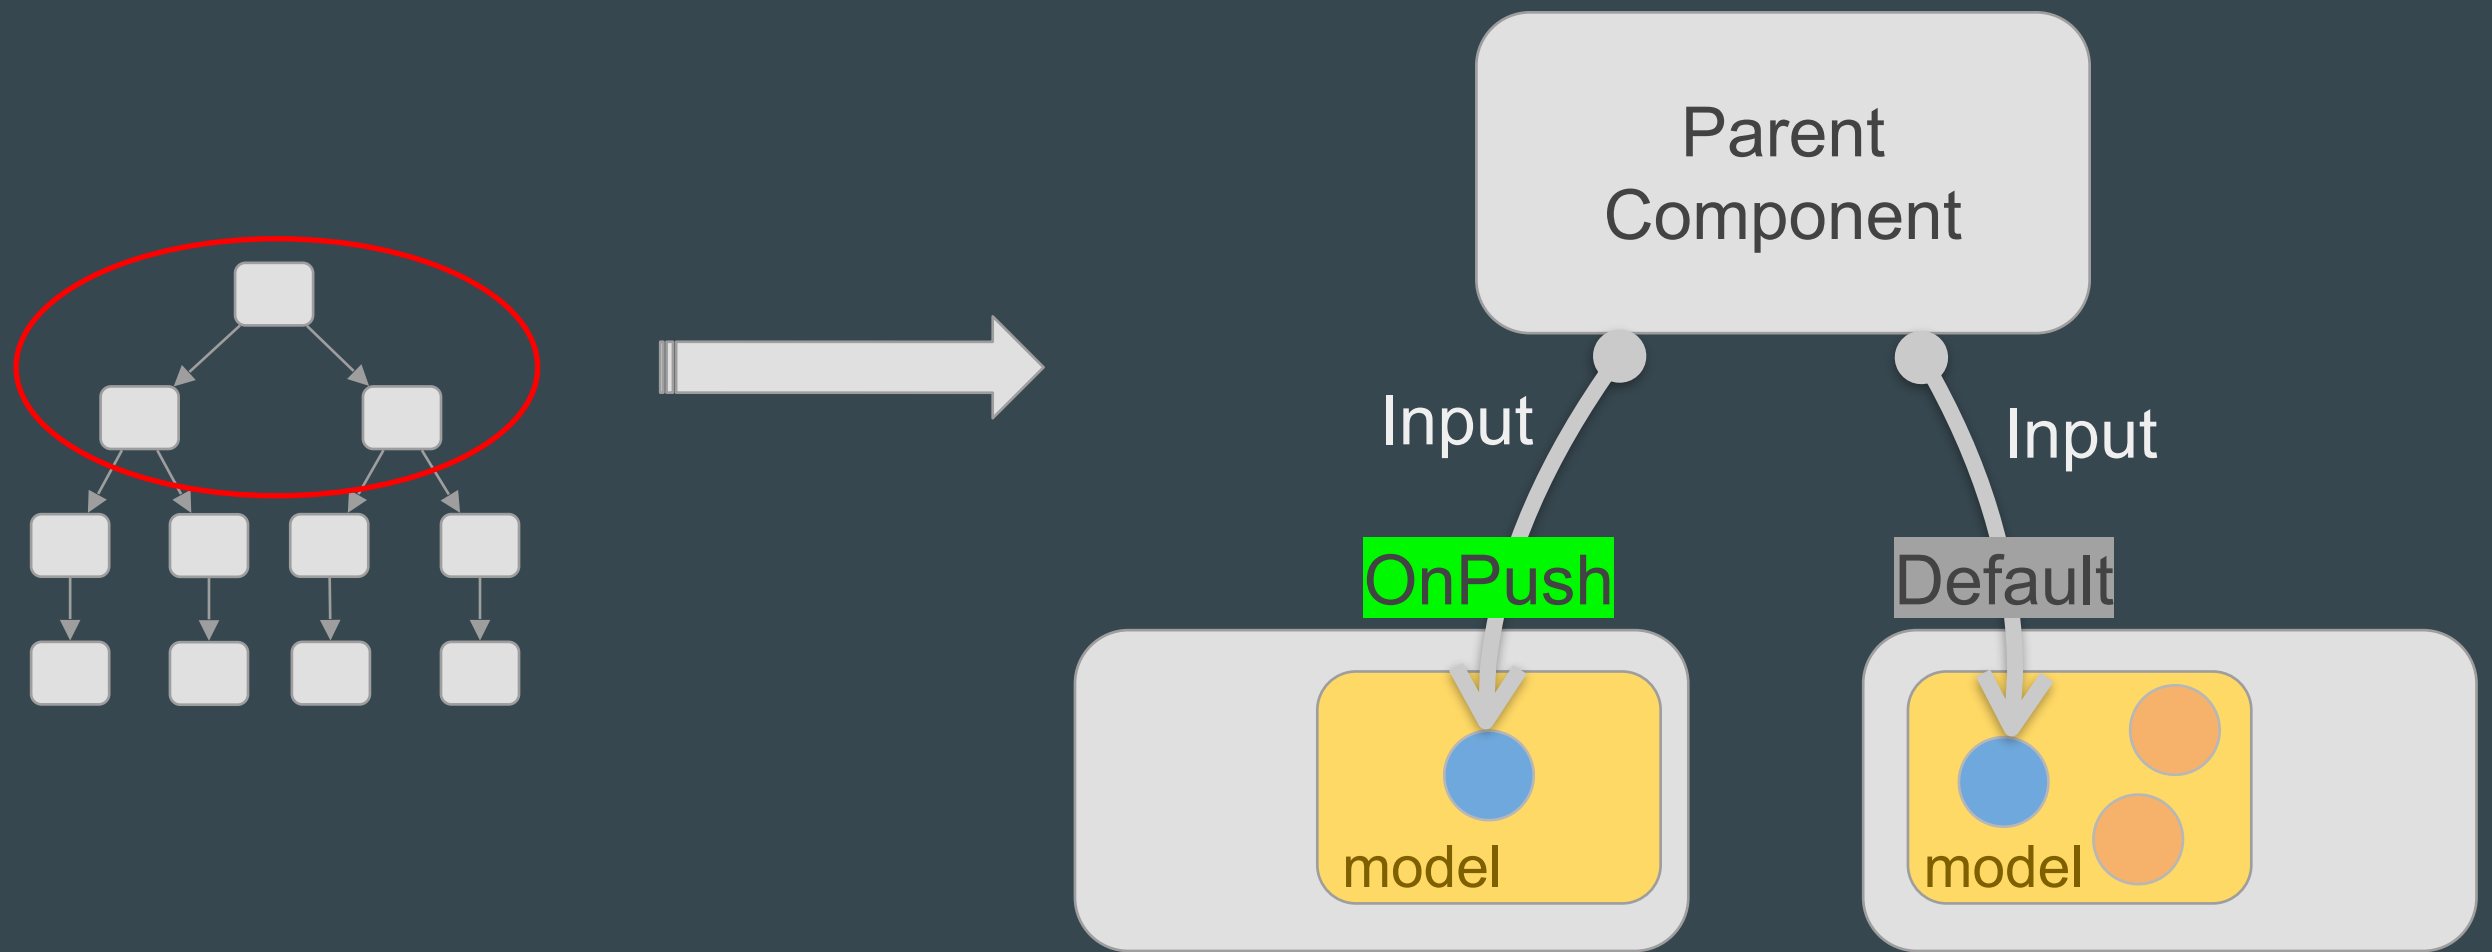 Parent
Component
Input
Input
OnPush
Default
model
model